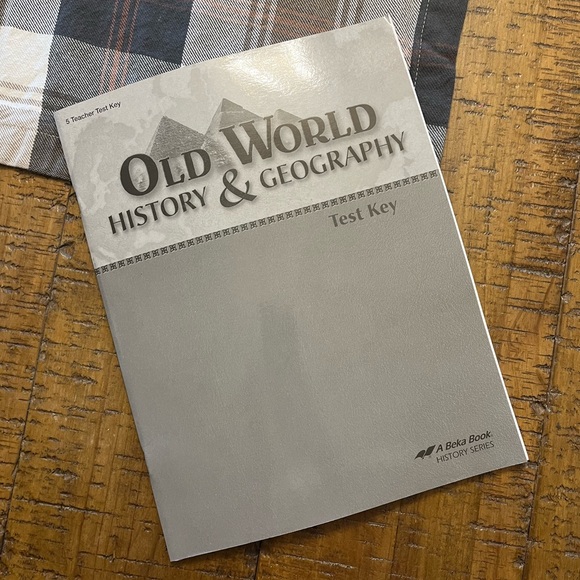 5 Teacher Test Key
OLD WORLD
HISTORY & GEOGRAPHY
Test Key
A Beka Book.
HISTORY SERIES